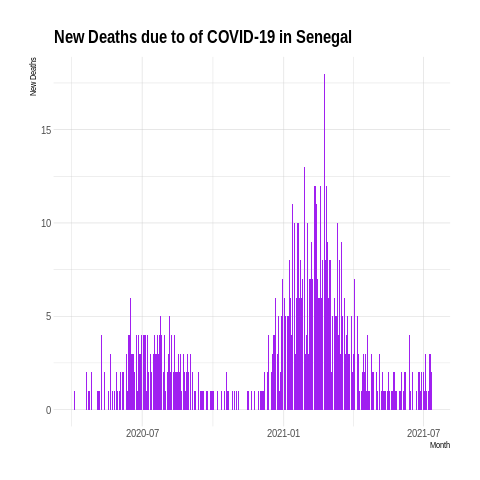 New Deaths due to of COVID-19 in Senegal
New Deaths
15
10
5
0
2020-07
2021-01
2021-07
Month